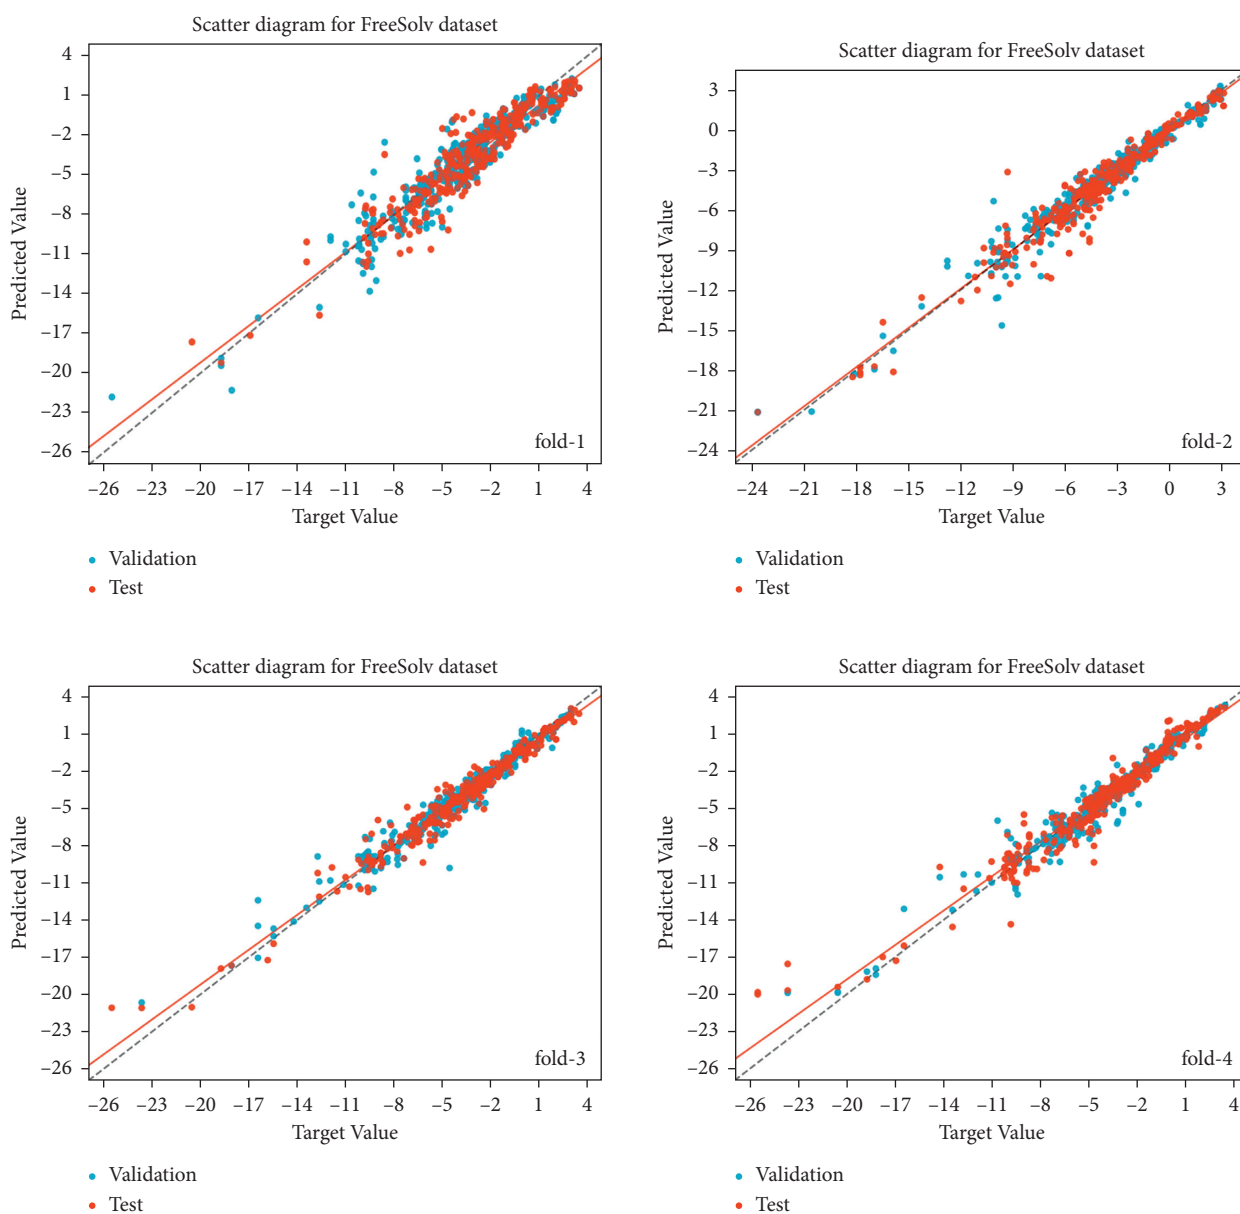 Scatter diagram for FreeSolv dataset
4
1
–2
–5
–8
–11
–14
–17
–20
–23
–26
Predicted Value
fold-1
–26 –23 –20 –17 –14 –11 –8 –5 –2 1 4
Target Value
Validation
Test
Scatter diagram for FreeSolv dataset
3
0
–3
–6
–9
–12
–15
–18
–21
–24
Predicted Value
fold-2
–24 –21 –18 –15 –12 –9 –6 –3 0 3
Target Value
Validation
Test
Scatter diagram for FreeSolv dataset
4
1
–2
–5
–8
–11
–14
–17
–20
–23
–26
Predicted Value
fold-3
–26 –23 –20 –17 –14 –11 –8 –5 –2 1 4
Target Value
Validation
Test
Scatter diagram for FreeSolv dataset
4
1
–2
–5
–8
–11
–14
–17
–20
–23
–26
Predicted Value
fold-4
–26 –23 –20 –17 –14 –11 –8 –5 –2 1 4
Target Value
Validation
Test